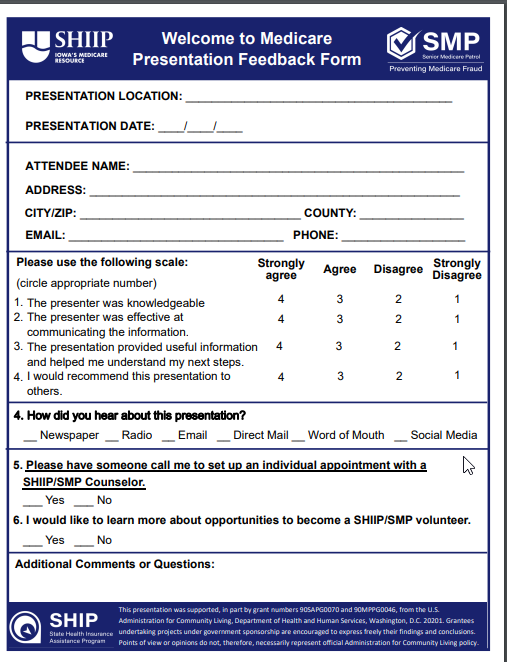 SHIIP
IOWA'S MEDICARE
RESOURCE
Welcome to Medicare
Presentation Feedback Form
SMP
Senior Medicare Patrol
Preventing Medicare Fraud
PRESENTATION LOCATION: ________________________________________
PRESENTATION DATE: ____/____/____
ATTENDEE NAME: __________________________________________________
ADDRESS: ________________________________________________________
CITY/ZIP: _________________________________ COUNTY: _______________
EMAIL: ________________________________ PHONE: __________________
Please use the following scale:
(circle appropriate number)
Strongly agree Agree Disagree Strongly Disagree
1. The presenter was knowledgeable 4 3 2 1
2. The presenter was effective at
communicating the information. 4 3 2 1
3. The presentation provided useful information 4 3 2 1
and helped me understand my next steps.
4. I would recommend this presentation to
others. 4 3 2 1
4. How did you hear about this presentation?
__ Newspaper __ Radio __ Email __ Direct Mail __ Word of Mouth __ Social Media
5. Please have someone call me to set up an individual appointment with a
SHIIP/SMP Counselor.
___ Yes ___ No
6. I would like to learn more about opportunities to become a SHIIP/SMP volunteer.
___ Yes ___ No
Additional Comments or Questions:
SHIP
State Health Insurance
Assistance Program
This presentation was supported, in part by grant numbers 90SAPG0070 and 90MPPG0046, from the U.S.
Administration for Community Living, Department of Health and Human Services, Washington, D.C. 20201. Grantees
undertaking projects under government sponsorship are encouraged to express freely their findings and conclusions.
Points of view or opinions do not, therefore, necessarily represent official Administration for Community Living policy.